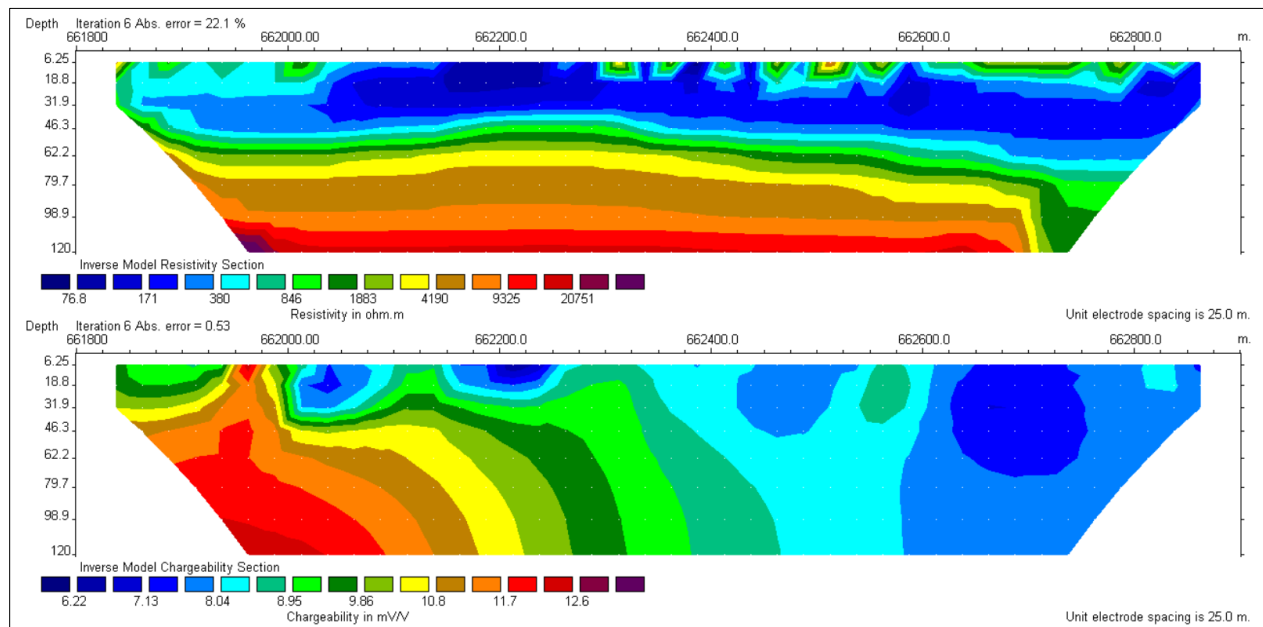 Depth Iteration 6 Abs. error = 22.1 %
661800 662000.00 662200.0 662400.0 662600.0 662800.0 m.
6.25
18.8
31.9
46.3
62.2
79.7
98.9
120.
Inverse Model Resistivity Section
76.8 171 380 846 1883 4190 9325 20751
Resistivity in ohm.m
Unit electrode spacing is 25.0 m.
Depth Iteration 6 Abs. error = 0.53
661800 662000.00 662200.0 662400.0 662600.0 662800.0 m.
6.25
18.8
31.9
46.3
62.2
79.7
98.9
120.
Inverse Model Chargeability Section
6.22 7.13 8.04 8.95 9.86 10.8 11.7 12.6
Chargeability in mV/V
Unit electrode spacing is 25.0 m.